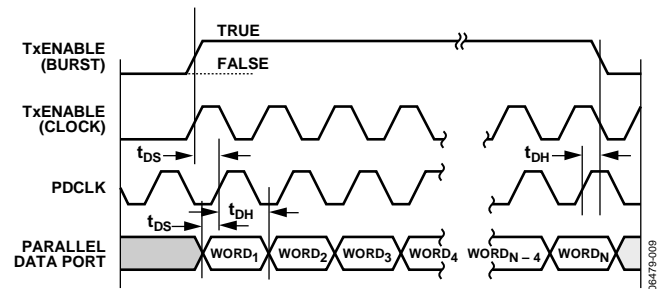 TxENABLE
(BURST)
TRUE
FALSE
TxENABLE
(CLOCK)
tDS
tDH
PDCLK
tDS
tDH
PARALLEL
DATA PORT
WORD1
WORD2
WORD3
WORD4
WORDN – 4
WORDN
06479-009